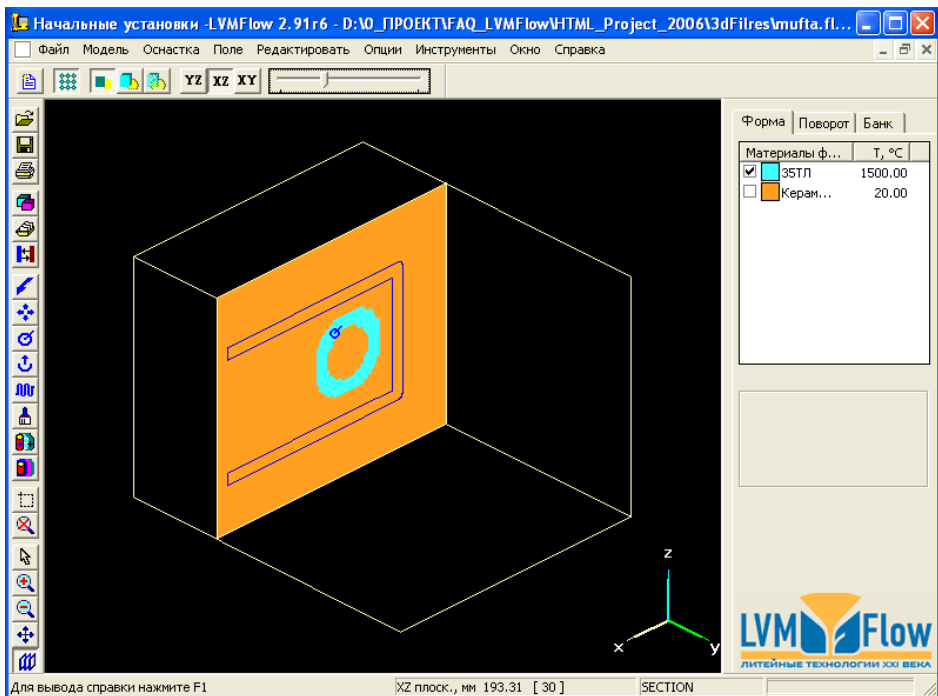 Начальные установки -LVMFlow 2.91r6 - D:\0_ПРОЕКТ\FAQ_LVMFlow\HTML_Project_2006\3dFilres\mufta.fl...
Файл Модель Оснастка Поле Редактировать Опции Инструменты Окно Справка
YZ XZ XY
Форма Поворот Банк
Материалы ф... T, °C
35ТЛ 1500.00
Керам... 20.00
z
x y
LVM Flow
ЛИТЕЙНЫЕ ТЕХНОЛОГИИ XXI ВЕКА
Для вывода справки нажмите F1 XZ плоск., мм 193.31 [ 30 ] SECTION